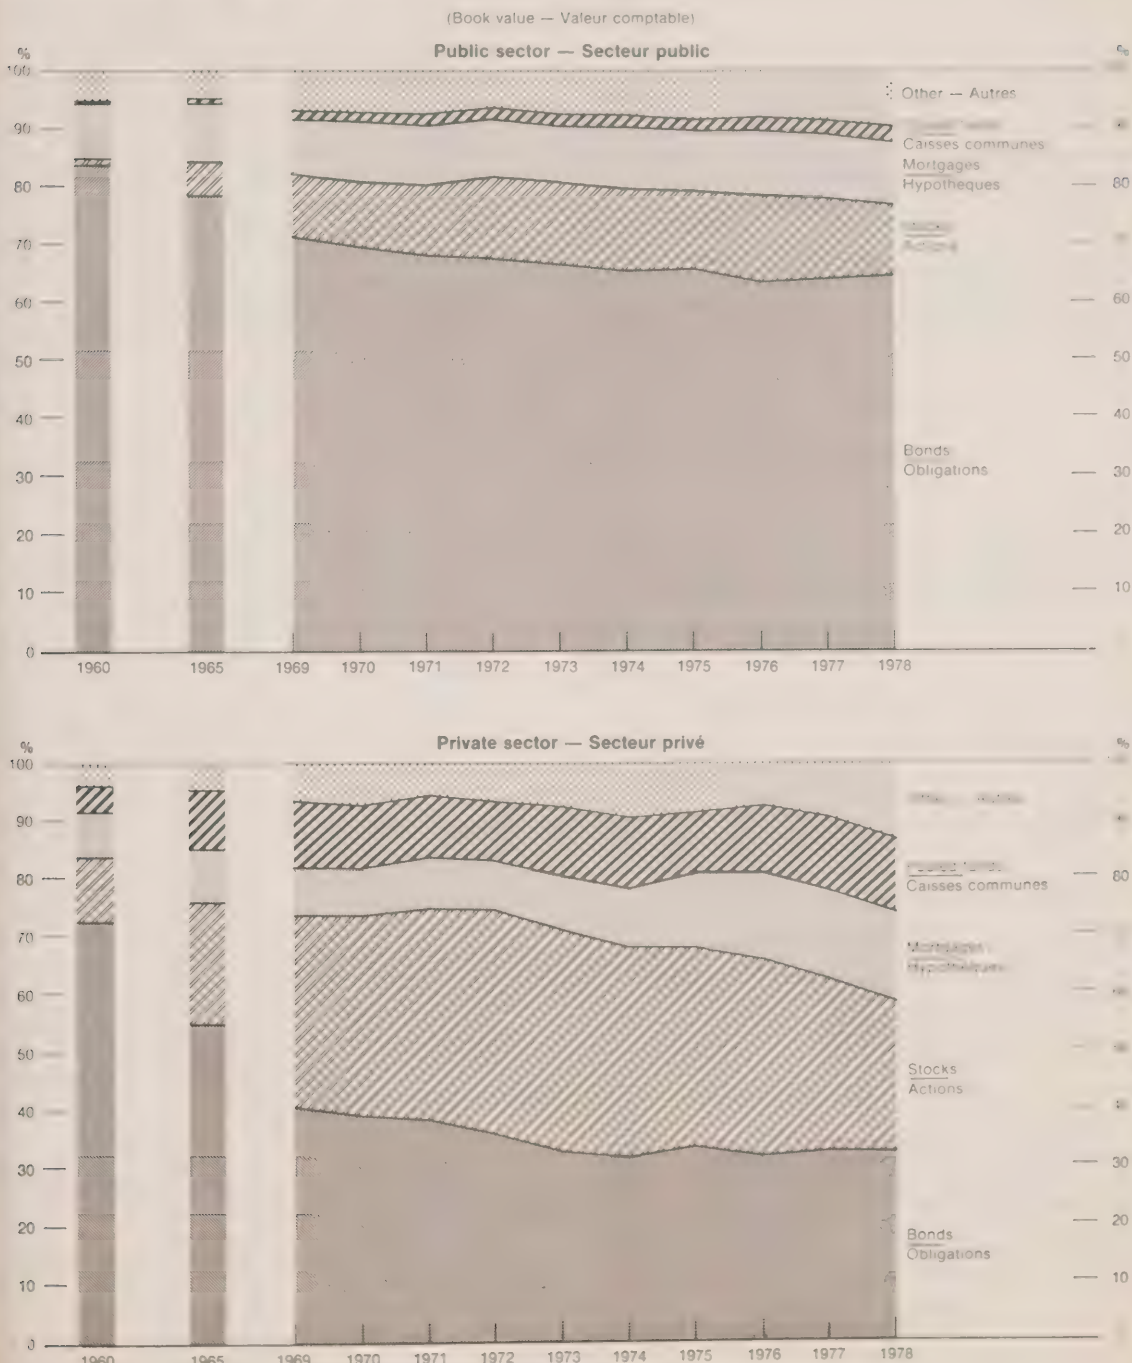 (Book value — Valeur comptable)
Public sector — Secteur public
% %
100
90
80 80
70
60 60
50 50
40 40
30 30
20 20
10 10
0
Other — Autres
Caisses communes
Mortgages
Hypothèques
Bonds
Obligations
1960 1965 1969 1970 1971 1972 1973 1974 1975 1976 1977 1978
Private sector — Secteur privé
% %
100
90
80 80
70
60
50
40
30 30
20 20
10 10
0
Caisses communes
Mortgages
Hypothèques
Stocks
Actions
Bonds
Obligations
1960 1965 1969 1970 1971 1972 1973 1974 1975 1976 1977 1978